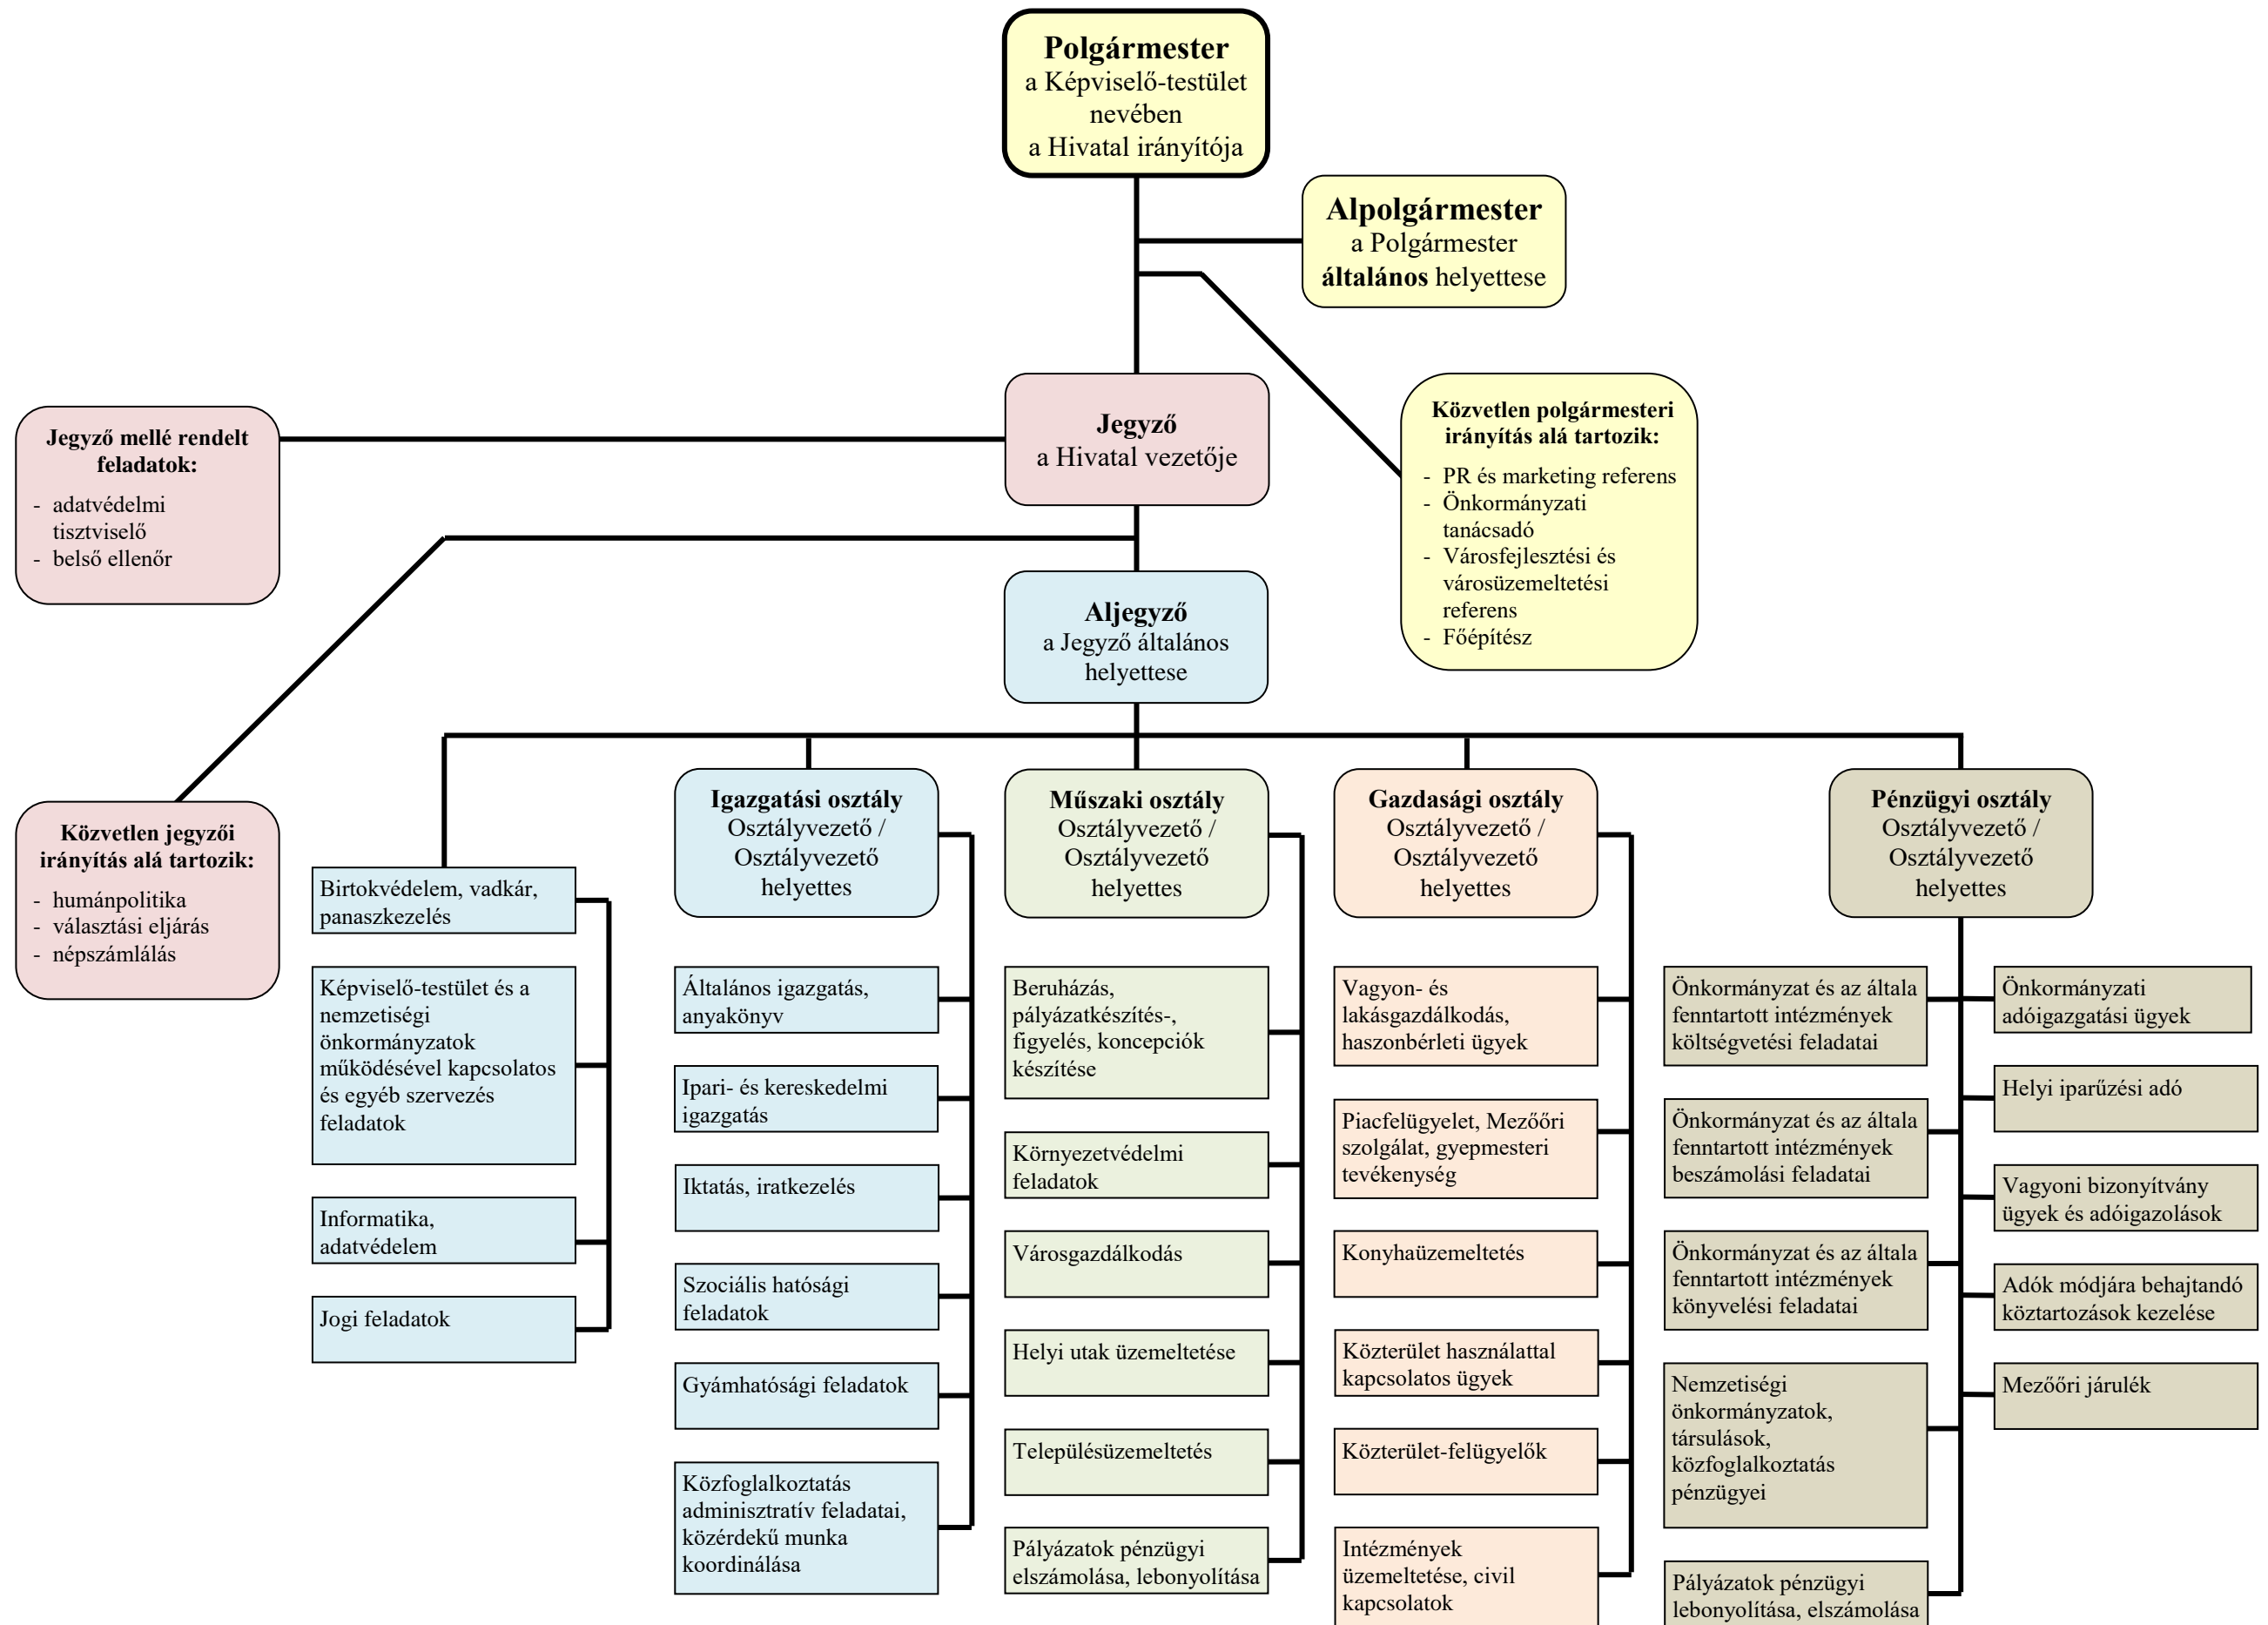 Polgármester
a Képviselő-testület
nevében
a Hivatal irányítója
Alpolgármester
a Polgármester
általános helyettese
Jegyző
a Hivatal vezetője
Jegyző mellé rendelt
feladatok:
- adatvédelmi
tisztviselő
- belső ellenőr
Közvetlen polgármesteri
irányítás alá tartozik:
- PR és marketing referens
- Önkormányzati
tanácsadó
- Városfejlesztési és
városüzemeltetési
referens
- Főépítész
Aljegyző
a Jegyző általános
helyettese
Közvetlen jegyzői
irányítás alá tartozik:
- humánpolitika
- választási eljárás
- népszámlálás
Birtokvédelem, vadkár,
panaszkezelés
Képviselő-testület és a
nemzetiségi
önkormányzatok
működésével kapcsolatos
és egyéb szervezés
feladatok
Informatika,
adatvédelem
Jogi feladatok
Igazgatási osztály
Osztályvezető /
Osztályvezető
helyettes
Általános igazgatás,
anyakönyv
Ipari- és kereskedelmi
igazgatás
Iktatás, iratkezelés
Szociális hatósági
feladatok
Gyámhatósági feladatok
Közfoglalkoztatás
adminisztratív feladatai,
közérdekű munka
koordinálása
Műszaki osztály
Osztályvezető /
Osztályvezető
helyettes
Beruházás,
pályázatkészítés-,
figyelés, koncepciók
készítése
Környezetvédelmi
feladatok
Városgazdálkodás
Helyi utak üzemeltetése
Településüzemeltetés
Pályázatok pénzügyi
elszámolása, lebonyolítása
Gazdasági osztály
Osztályvezető /
Osztályvezető
helyettes
Vagyon- és
lakásgazdálkodás,
haszonbérleti ügyek
Piacfelügyelet, Mezőőri
szolgálat, gyepmesteri
tevékenység
Konyhaüzemeltetés
Közterület használattal
kapcsolatos ügyek
Közterület-felügyelők
Intézmények
üzemeltetése, civil
kapcsolatok
Pénzügyi osztály
Osztályvezető /
Osztályvezető
helyettes
Önkormányzat és az általa
fenntartott intézmények
költségvetési feladatai
Önkormányzat és az általa
fenntartott intézmények
beszámolási feladatai
Önkormányzat és az általa
fenntartott intézmények
könyvelési feladatai
Nemzetiségi
önkormányzatok,
társulások,
közfoglalkoztatás
pénzügyei
Pályázatok pénzügyi
lebonyolítása, elszámolása
Önkormányzati
adóigazgatási ügyek
Helyi iparűzési adó
Vagyoni bizonyítvány
ügyek és adóigazolások
Adók módjára behajtandó
köztartozások kezelése
Mezőőri járulék